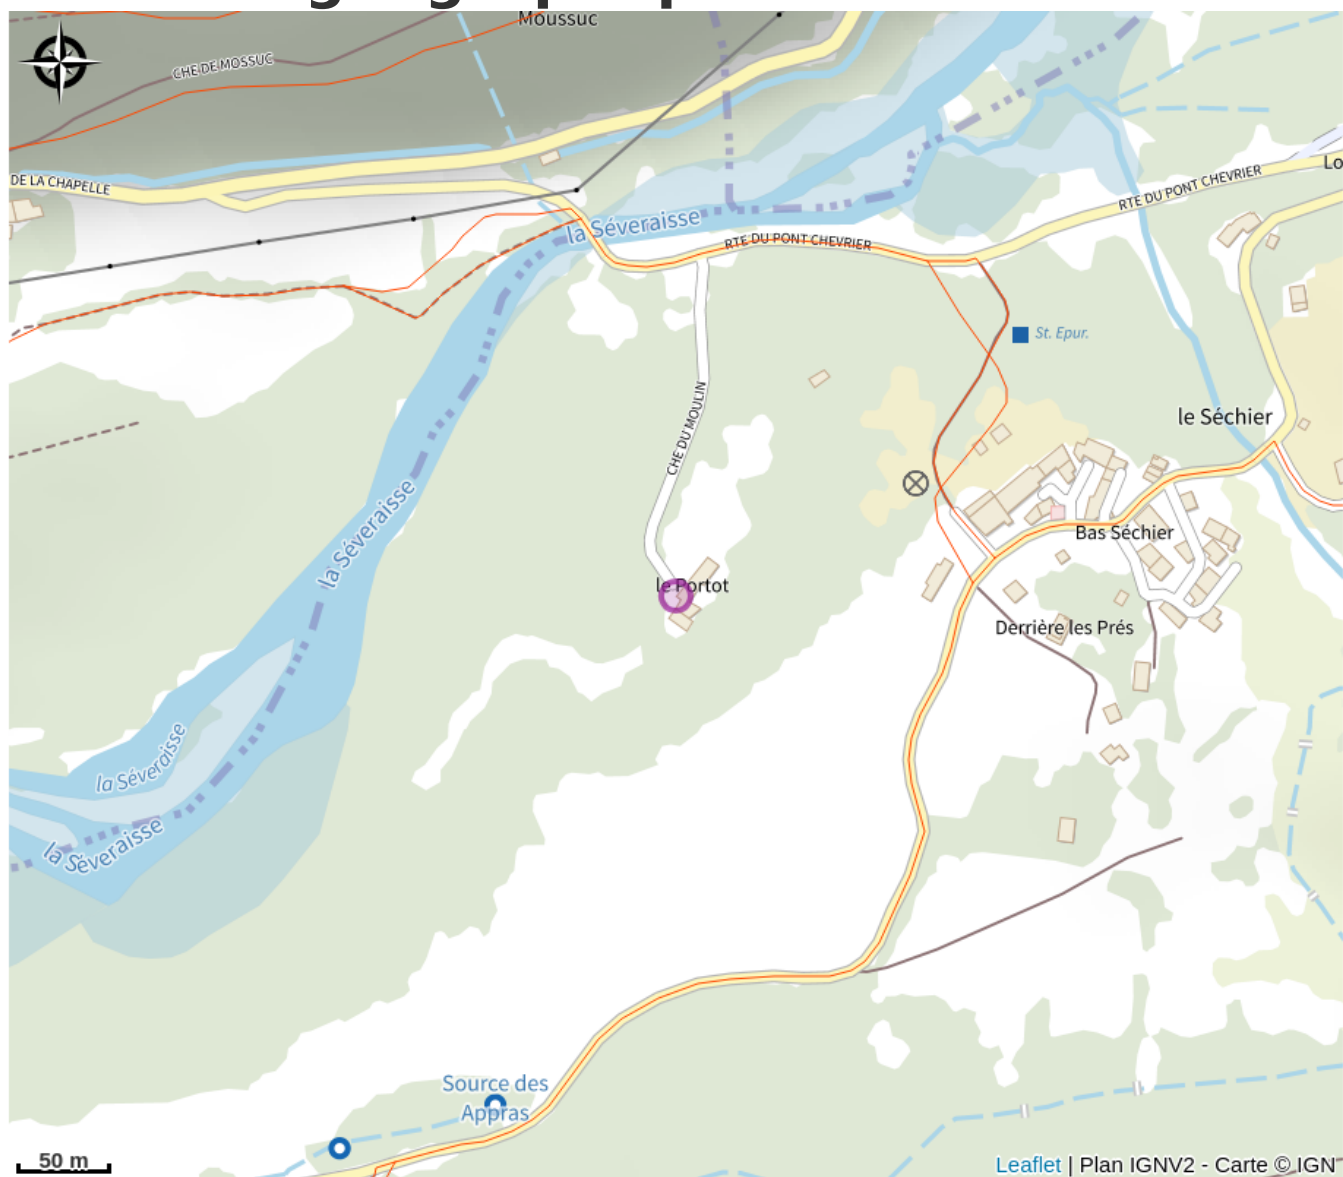 Moussuc
CHE DE MOSSUC
DE LA CHAPELLE
la Séveraisse
RTE DU PONT CHEVRIER
RTE DU PONT CHEVRIER
Lo
St. Epur.
CHE DU MOULIN
le Séchier
la Séveraisse
Bas Séchier
le Portot
Derrière les Prés
la Séveraisse
la Séveraisse
Source des
Appras
50 m
Leaflet | Plan IGNV2 - Carte © IGN